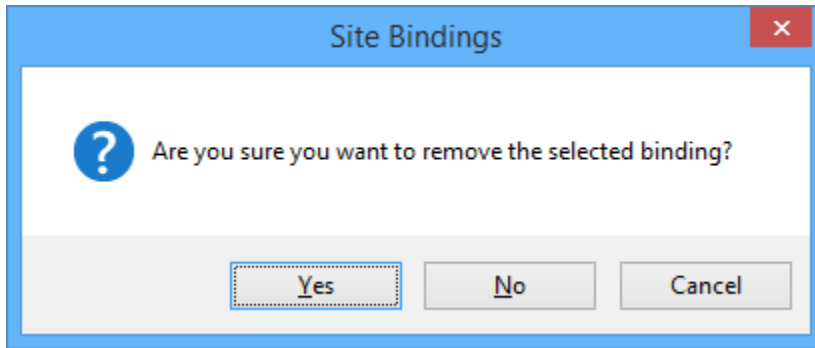 Site Bindings
Are you sure you want to remove the selected binding?
Yes No Cancel